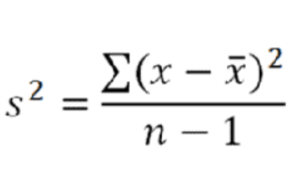 s² = ∑(x − x̄)² / n − 1